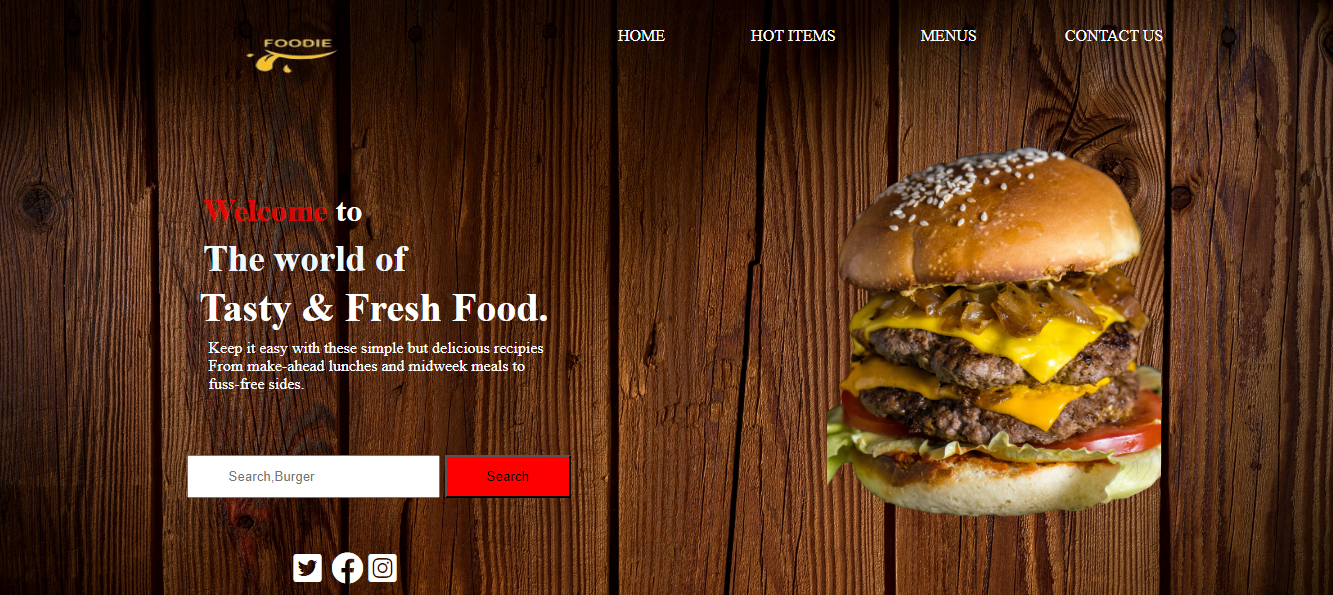 FOODIE
HOME
HOT ITEMS
MENUS
CONTACT US
Welcome to
The world of
Tasty & Fresh Food.
Keep it easy with these simple but delicious recipies
From make-ahead lunches and midweek meals to
fuss-free sides.
Search,Burger
Search